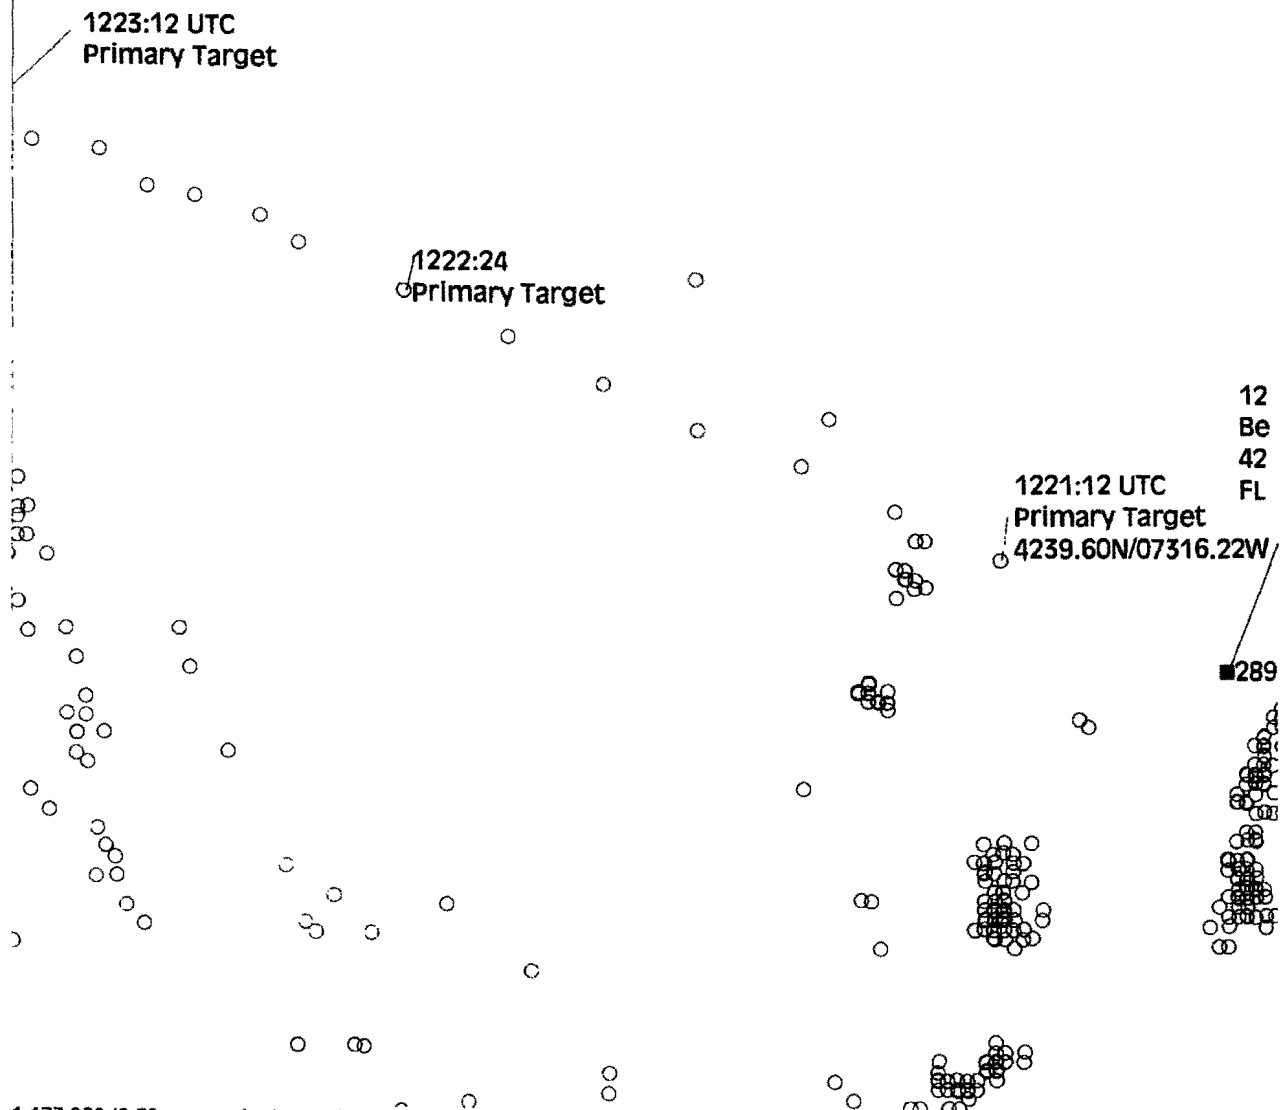 1223:12 UTC
Primary Target
1222:24
Primary Target
12
Be
42
FL
1221:12 UTC
Primary Target
4239.60N/07316.22W
289